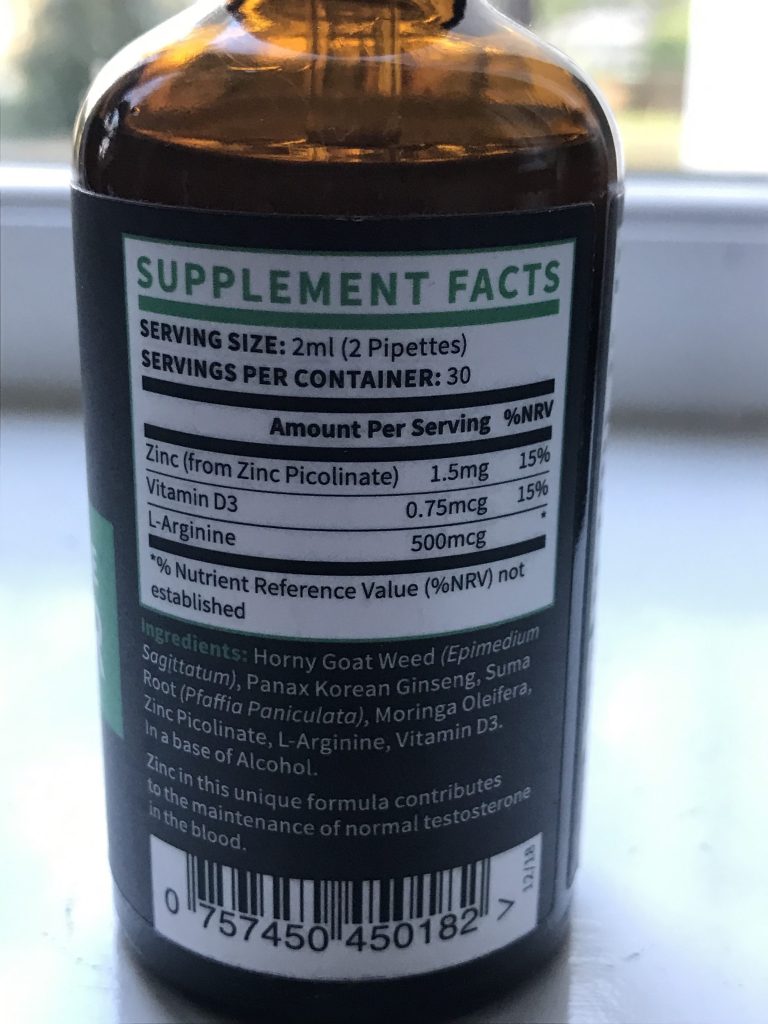 SUPPLEMENT FACTS
SERVING SIZE: 2ml (2 Pipettes)
SERVINGS PER CONTAINER: 30
Amount Per Serving %NRV
Zinc (from Zinc Picolinate) 1.5mg 15%
Vitamin D3 0.75mcg 15%
L-Arginine 500mcg *
*% Nutrient Reference Value (%NRV) not
established
Ingredients: Horny Goat Weed (Epimedium
Sagittatum), Panax Korean Ginseng, Suma
Root (Pfaffia Paniculata), Moringa Oleifera,
Zinc Picolinate, L-Arginine, Vitamin D3.
In a base of Alcohol.
Zinc in this unique formula contributes
to the maintenance of normal testosterone
in the blood.
12/18
0 757450 450182 >